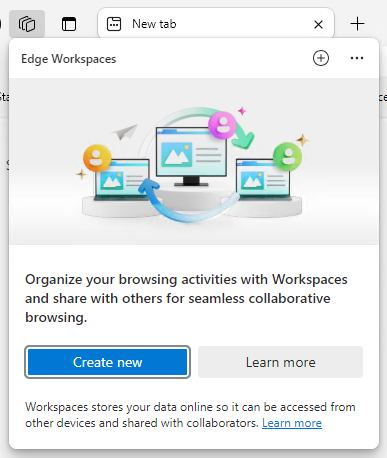 New tab
Edge Workspaces
Organize your browsing activities with Workspaces
and share with others for seamless collaborative
browsing.
Create new
Learn more
Workspaces stores your data online so it can be accessed from
other devices and shared with collaborators. Learn more